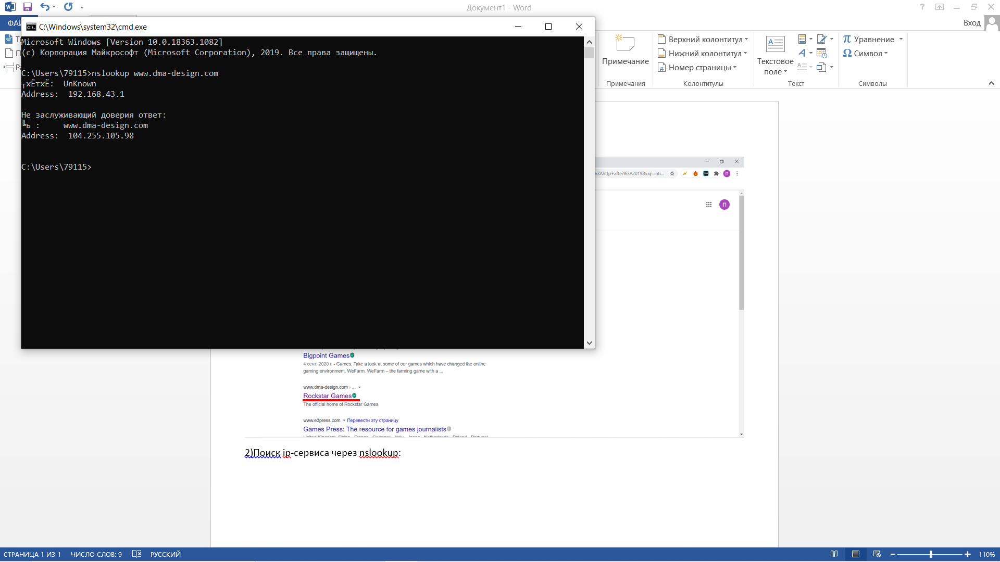 Документ1 - Word
ФАЙ
Вход
C:\Windows\system32\cmd.exe
Microsoft Windows [Version 10.0.18363.1082]
(c) Корпорация Майкрософт (Microsoft Corporation), 2019. Все права защищены.
C:\Users\79115>nslookup www.dma-design.com
╤хЁтхЁ:  UnKnown
Address:  192.168.43.1
Не заслуживающий доверия ответ:
╚ь :     www.dma-design.com
Address:  104.255.105.98
C:\Users\79115>
Примечание
Примечания
Верхний колонтитул
Нижний колонтитул
Номер страницы
Колонтитулы
Текстовое
поле
Текст
Уравнение
Символ
Символы
%3Ahttp+after%3A2019&oq=inti...
П
Bigpoint Games
4 сент. 2020 г. - Games. Take a look at some of our games which have changed the online
gaming environment. WeFarm. WeFarm – the farming game with a ...
www.dma-design.com › ...
Rockstar Games
The official home of Rockstar Games.
www.e3press.com Перевести эту страницу
Games Press: The resource for games journalists
2)Поиск ip-сервиса через nslookup:
СТРАНИЦА 1 ИЗ 1 ЧИСЛО СЛОВ: 9 РУССКИЙ 110%